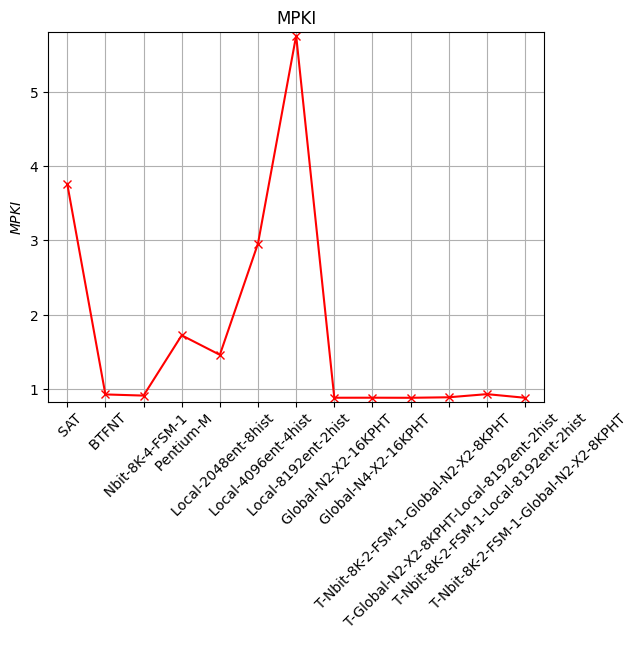 MPKI
MPKI
5
4
3
2
1
SAT
BTFNT
Nbit-8K-4-FSM-1
Pentium-M
Local-2048ent-8hist
Local-4096ent-4hist
Local-8192ent-2hist
Global-N2-X2-16KPHT
Global-N4-X2-16KPHT
T-Nbit-8K-2-FSM-1-Global-N2-X2-8KPHT
T-Global-N2-X2-8KPHT-Local-8192ent-2hist
T-Nbit-8K-2-FSM-1-Local-8192ent-2hist
T-Nbit-8K-2-FSM-1-Global-N2-X2-8KPHT